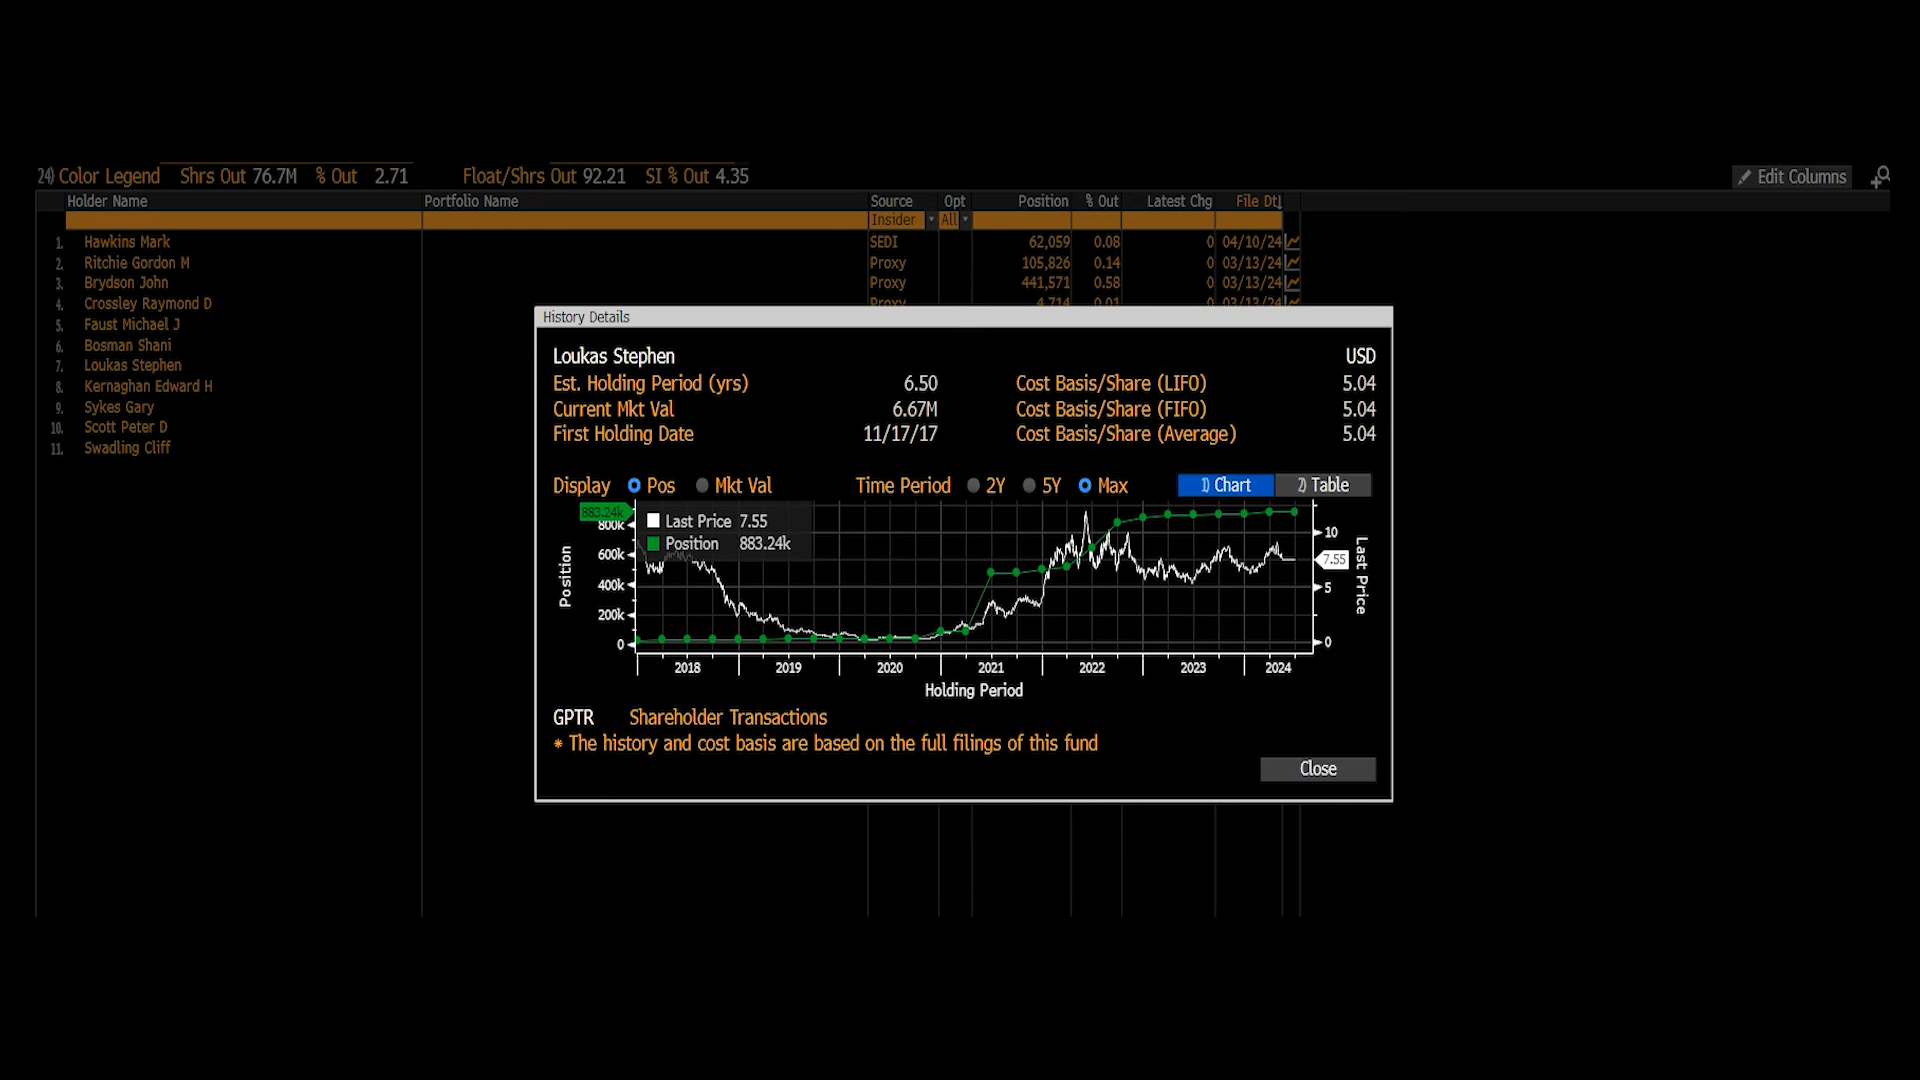 24) Color Legend Shrs Out 76.7M % Out 2.71 Float/Shrs Out 92.21 SI % Out 4.35 Edit Columns
Holder Name Portfolio Name Source Opt Position % Out Latest Chg File Dt
Insider All
1. Hawkins Mark SEDI 62,059 0.08 0 04/10/24
2. Ritchie Gordon M Proxy 105,826 0.14 0 03/13/24
3. Brydson John Proxy 441,571 0.58 0 03/13/24
4. Crossley Raymond D Proxy 4,714 0.01 0 03/13/24
5. Faust Michael J
6. Bosman Shani
7. Loukas Stephen
8. Kernaghan Edward H
9. Sykes Gary
10. Scott Peter D
11. Swadling Cliff
History Details
Loukas Stephen USD
Est. Holding Period (yrs) 6.50 Cost Basis/Share (LIFO) 5.04
Current Mkt Val 6.67M Cost Basis/Share (FIFO) 5.04
First Holding Date 11/17/17 Cost Basis/Share (Average) 5.04
Display Pos Mkt Val Time Period 2Y 5Y Max 1) Chart 2) Table
883.24k
Last Price 7.55
Position 883.24k
800k
600k
400k
200k
0
Position
10
7.55
5
0
Last Price
2018 2019 2020 2021 2022 2023 2024
Holding Period
GPTR Shareholder Transactions
* The history and cost basis are based on the full filings of this fund
Close